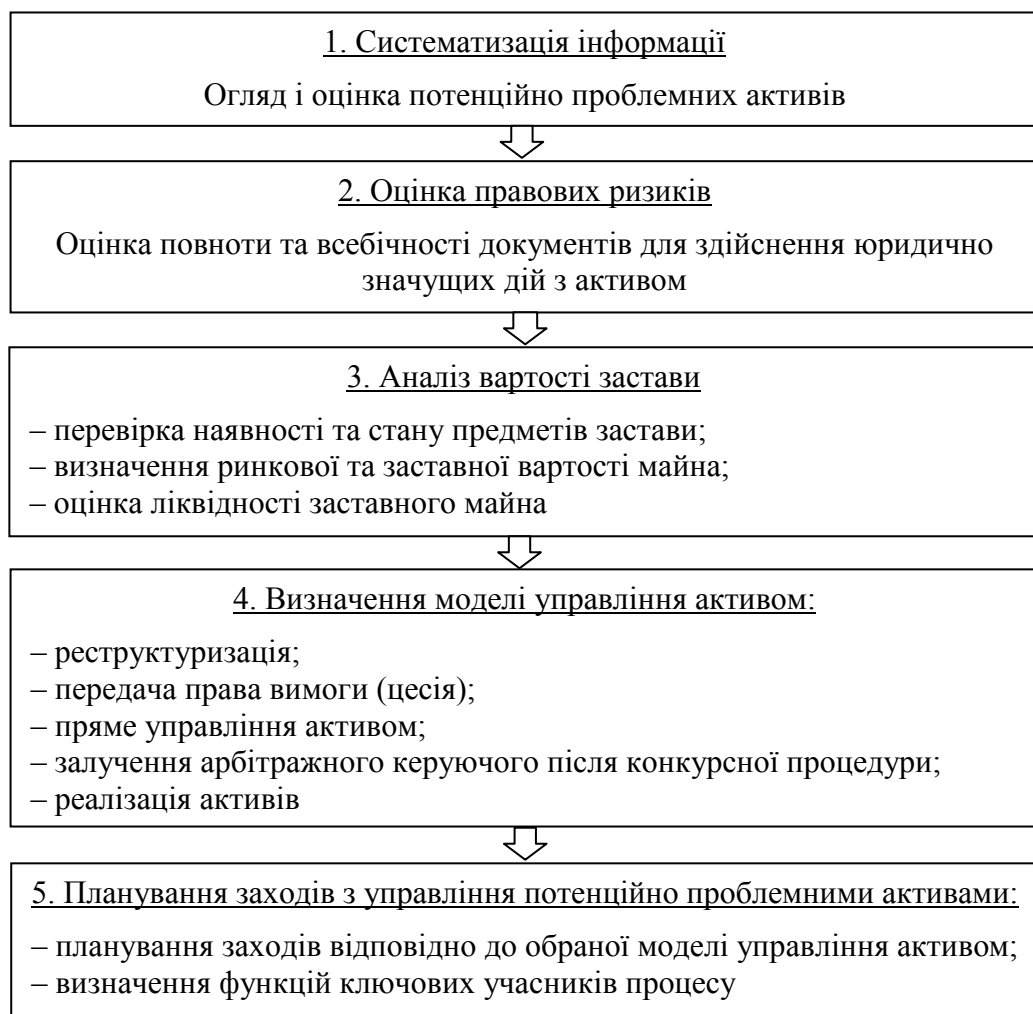 1. Систематизація інформації
Огляд і оцінка потенційно проблемних активів
2. Оцінка правових ризиків
Оцінка повноти та всебічності документів для здійснення юридично
значущих дій з активом
3. Аналіз вартості застави
– перевірка наявності та стану предметів застави;
– визначення ринкової та заставної вартості майна;
– оцінка ліквідності заставного майна
4. Визначення моделі управління активом:
– реструктуризація;
– передача права вимоги (цесія);
– пряме управління активом;
– залучення арбітражного керуючого після конкурсної процедури;
– реалізація активів
5. Планування заходів з управління потенційно проблемними активами:
– планування заходів відповідно до обраної моделі управління активом;
– визначення функцій ключових учасників процесу